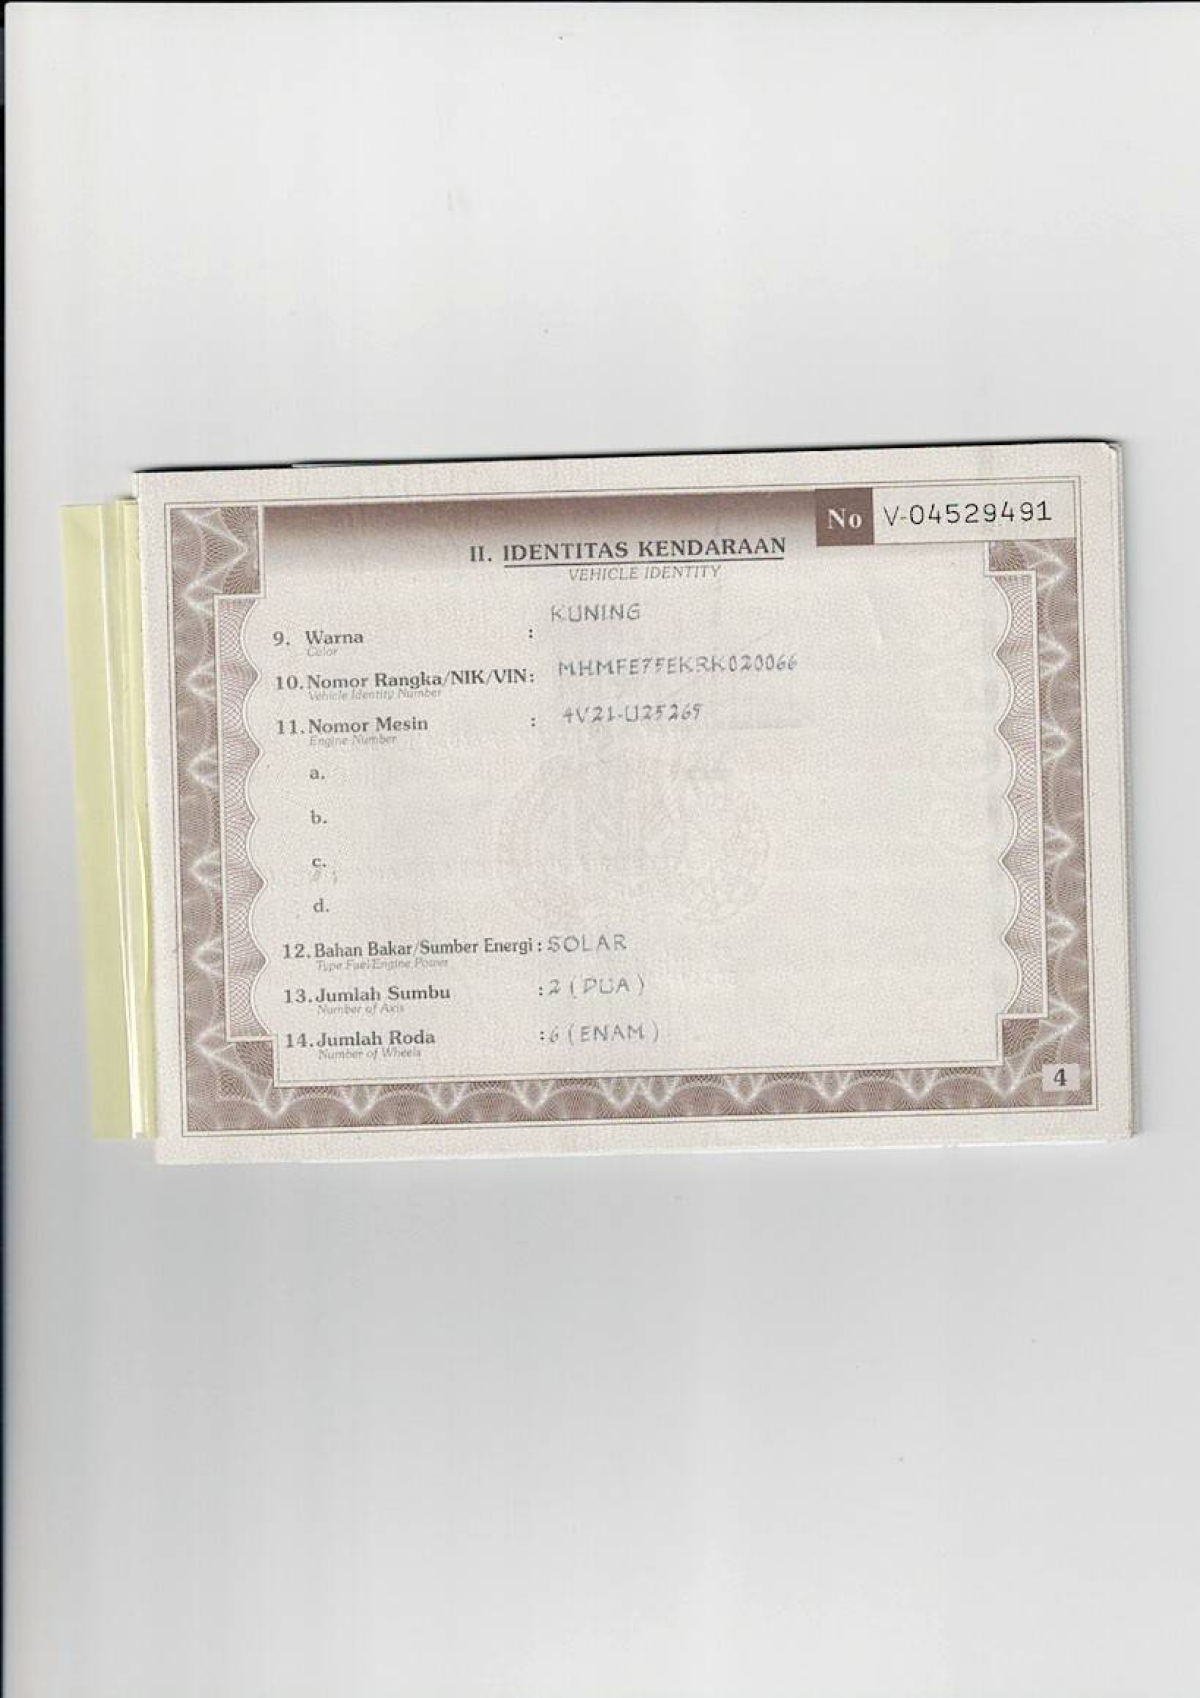 No V-04529491
II. IDENTITAS KENDARAAN
VEHICLE IDENTITY
9. Warna : KUNING
Color
10. Nomor Rangka/NIK/VIN: MHMFE75EKRK020066
Vehicle Identity Number
11. Nomor Mesin : 4V21-U25265
Engine Number
a.
b.
c.
d.
12. Bahan Bakar/Sumber Energi : SOLAR
Type Fuel/Engine Power
13. Jumlah Sumbu : 2 ( DUA )
Number of Axis
14. Jumlah Roda : 6 ( ENAM )
Number of Wheels
4